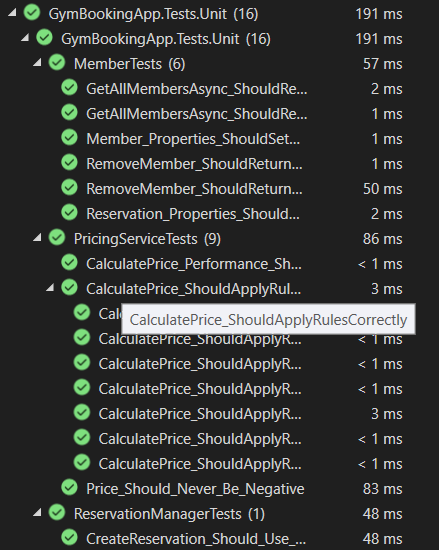 GymBookingApp.Tests.Unit (16) 191 ms
GymBookingApp.Tests.Unit (16) 191 ms
MemberTests (6) 57 ms
GetAllMembersAsync_ShouldRe... 2 ms
GetAllMembersAsync_ShouldRe... 1 ms
Member_Properties_ShouldSet... 1 ms
RemoveMember_ShouldReturn... 1 ms
RemoveMember_ShouldReturn... 50 ms
Reservation_Properties_Should... 2 ms
PricingServiceTests (9) 86 ms
CalculatePrice_Performance_Sh... < 1 ms
CalculatePrice_ShouldApplyRul... 3 ms
CalculatePrice_ShouldApplyRulesCorrectly
CalculatePrice_ShouldApplyR... < 1 ms
CalculatePrice_ShouldApplyR... < 1 ms
CalculatePrice_ShouldApplyR... < 1 ms
CalculatePrice_ShouldApplyR... 3 ms
CalculatePrice_ShouldApplyR... < 1 ms
CalculatePrice_ShouldApplyR... < 1 ms
Price_Should_Never_Be_Negative 83 ms
ReservationManagerTests (1) 48 ms
CreateReservation_Should_Use_... 48 ms